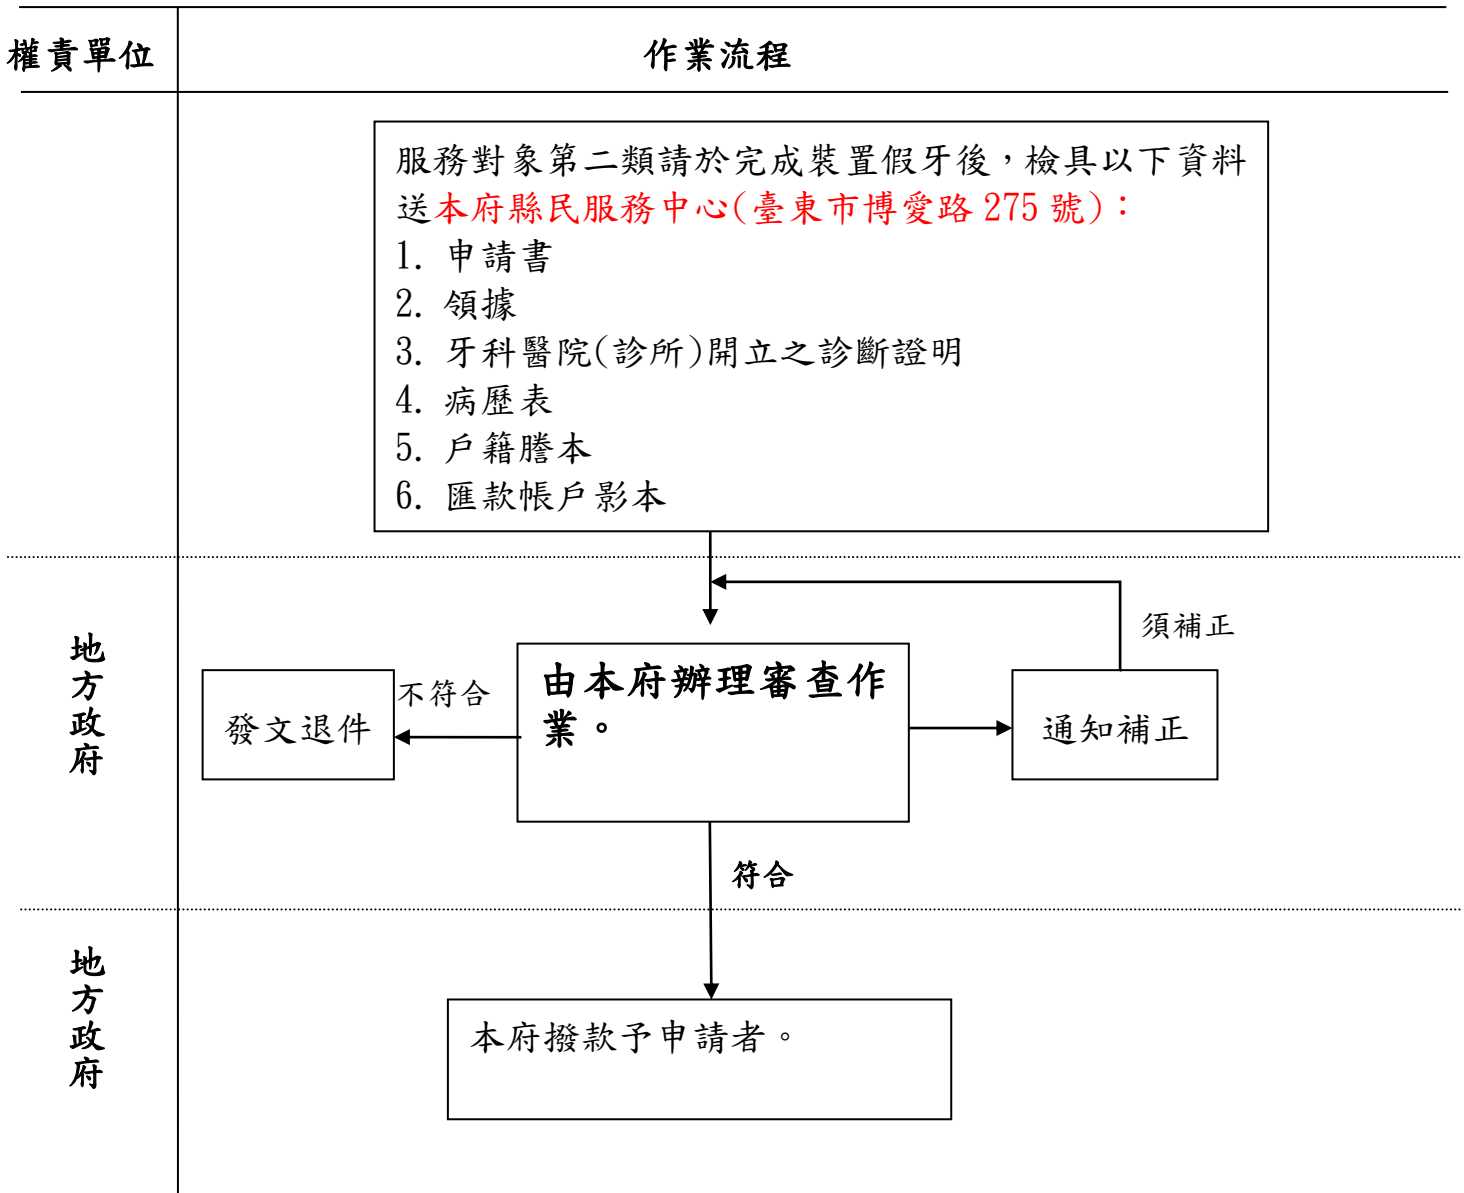 權責單位
作業流程
服務對象第二類請於完成裝置假牙後，檢具以下資料
送本府縣民服務中心(臺東市博愛路 275 號)：
1. 申請書
2. 領據
3. 牙科醫院(診所)開立之診斷證明
4. 病歷表
5. 戶籍謄本
6. 匯款帳戶影本
地方政府
須補正
不符合
發文退件
由本府辦理審查作
業。
通知補正
符合
地方政府
本府撥款予申請者。